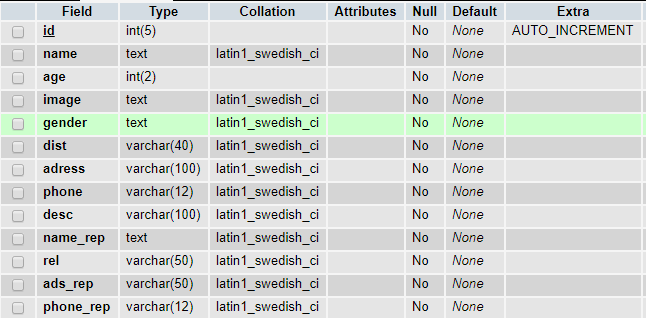 Field Type Collation Attributes Null Default Extra
id int(5) No None AUTO_INCREMENT
name text latin1_swedish_ci No None
age int(2) No None
image text latin1_swedish_ci No None
gender text latin1_swedish_ci No None
dist varchar(40) latin1_swedish_ci No None
adress varchar(100) latin1_swedish_ci No None
phone varchar(12) latin1_swedish_ci No None
desc varchar(100) latin1_swedish_ci No None
name_rep text latin1_swedish_ci No None
rel varchar(50) latin1_swedish_ci No None
ads_rep varchar(50) latin1_swedish_ci No None
phone_rep varchar(12) latin1_swedish_ci No None